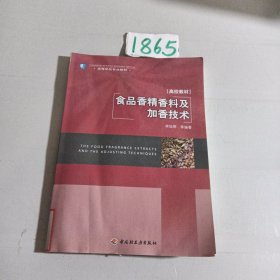 1865
[高校教材]
食品香精香料及
加香技术
THE FOOD FRAGRANCE EXTRACTS
AND THE ADJUSTING TECHNIQUES
中国轻工业出版社